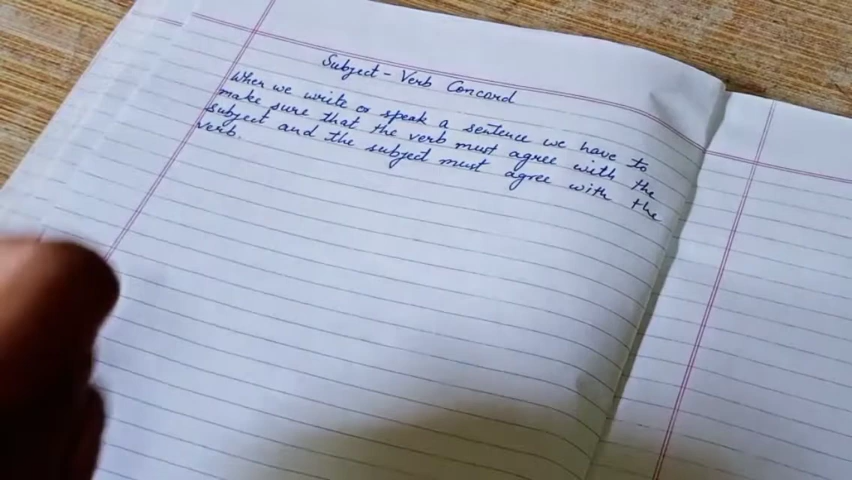 Subject - Verb Concord
When we write or speak a sentence we have to
make sure that the verb must agree with the
subject and the subject must agree with the
verb.